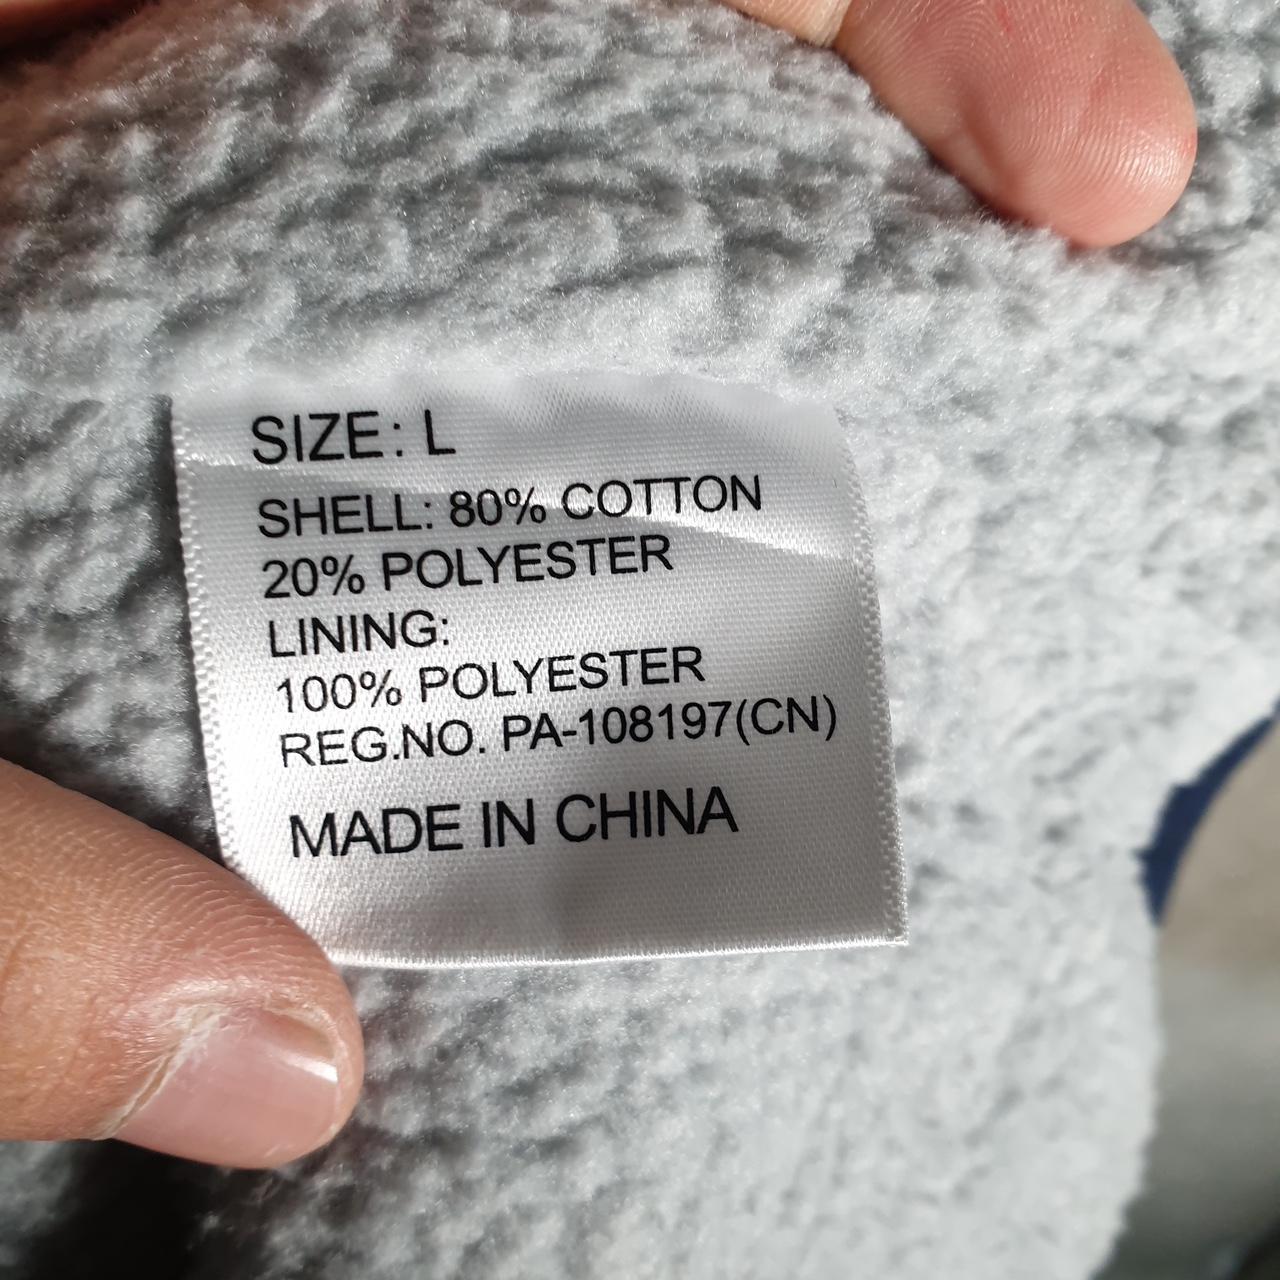 SIZE: L
SHELL: 80% COTTON
20% POLYESTER
LINING:
100% POLYESTER
REG.NO. PA-108197(CN)
MADE IN CHINA